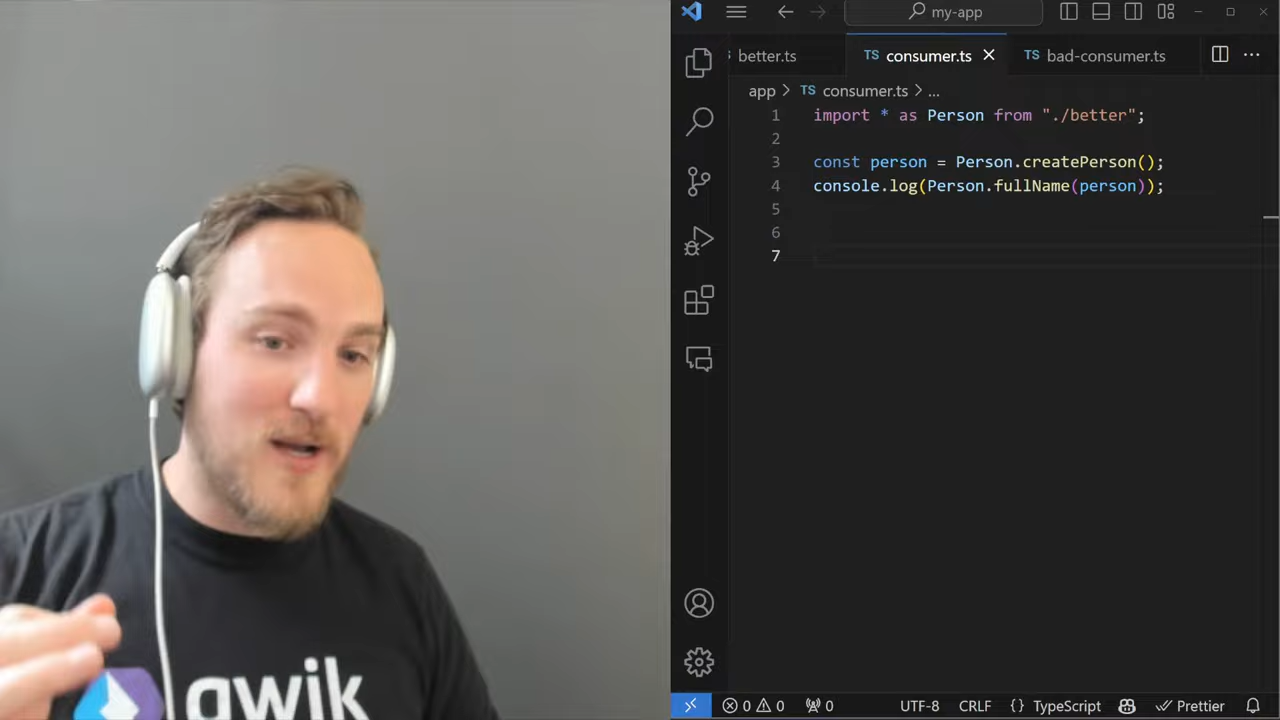 my-app
better.ts
TS consumer.ts
TS bad-consumer.ts
app > TS consumer.ts > ...
1 import * as Person from "./better";
2
3 const person = Person.createPerson();
4 console.log(Person.fullName(person));
5
6
7
qwik
0 0 0 UTF-8 CRLF {} TypeScript Prettier